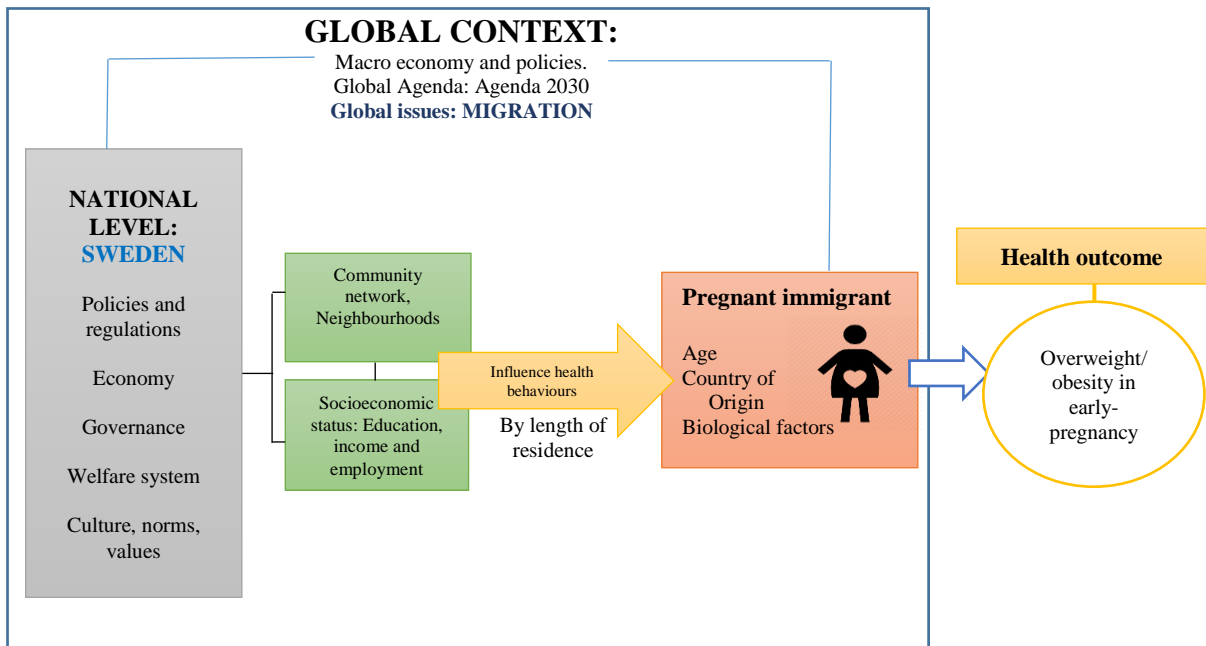 GLOBAL CONTEXT:
Macro economy and policies.
Global Agenda: Agenda 2030
Global issues: MIGRATION
NATIONAL
LEVEL:
SWEDEN
Policies and
regulations
Economy
Governance
Welfare system
Culture, norms,
values
Community
network,
Neighbourhoods
Socioeconomic
status: Education,
income and
employment
Influence health
behaviours
By length of
residence
Pregnant immigrant
Age
Country of
Origin
Biological factors
Health outcome
Overweight/
obesity in
early-
pregnancy